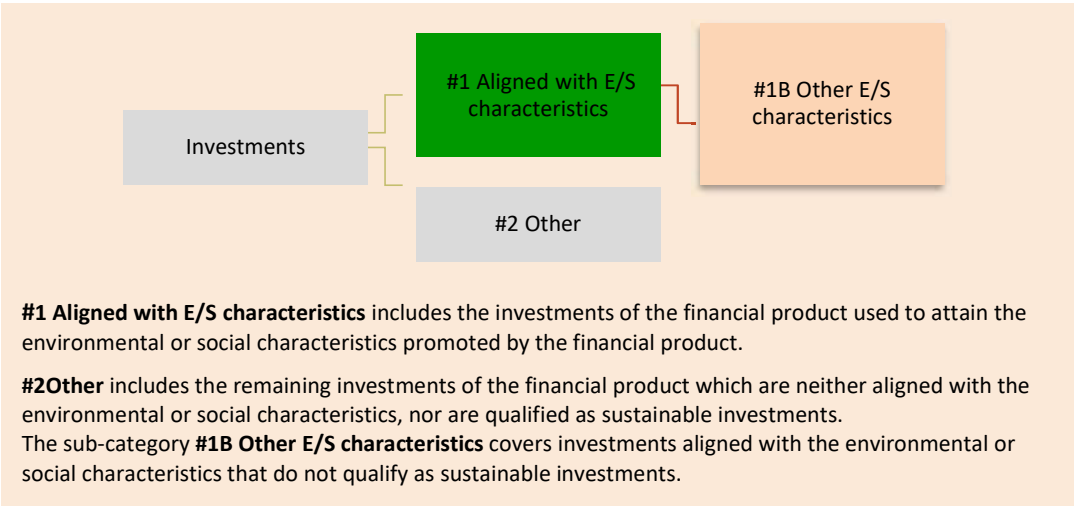 #1 Aligned with E/S
characteristics
#1B Other E/S
characteristics
Investments
#2 Other
#1 Aligned with E/S characteristics includes the investments of the financial product used to attain the
environmental or social characteristics promoted by the financial product.
#2Other includes the remaining investments of the financial product which are neither aligned with the
environmental or social characteristics, nor are qualified as sustainable investments.
The sub-category #1B Other E/S characteristics covers investments aligned with the environmental or
social characteristics that do not qualify as sustainable investments.